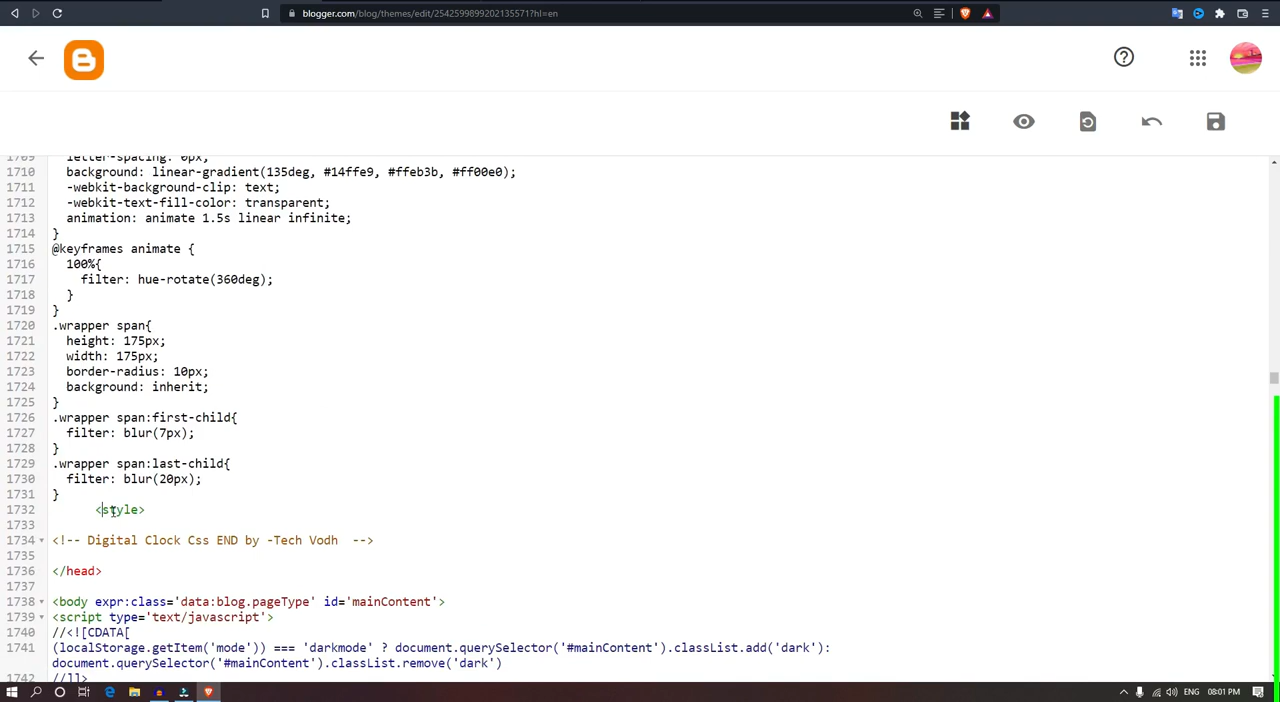 blogger.com/blog/themes/edit/2542599899202135571?hl=en
1709 letter-spacing: 0px;
1710 background: linear-gradient(135deg, #14ffe9, #ffeb3b, #ff00e0);
1711 -webkit-background-clip: text;
1712 -webkit-text-fill-color: transparent;
1713 animation: animate 1.5s linear infinite;
1714 }
1715 @keyframes animate {
1716 100%{
1717 filter: hue-rotate(360deg);
1718 }
1719 }
1720 .wrapper span{
1721 height: 175px;
1722 width: 175px;
1723 border-radius: 10px;
1724 background: inherit;
1725 }
1726 .wrapper span:first-child{
1727 filter: blur(7px);
1728 }
1729 .wrapper span:last-child{
1730 filter: blur(20px);
1731 }
1732 <style>
1733
1734 <!-- Digital Clock Css END by -Tech Vodh -->
1735
1736 </head>
1737
1738 <body expr:class='data:blog.pageType' id='mainContent'>
1739 <script type='text/javascript'>
1740 //<![CDATA[
1741 (localStorage.getItem('mode')) === 'darkmode' ? document.querySelector('#mainContent').classList.add('dark'):
document.querySelector('#mainContent').classList.remove('dark')
1742 //]]>
ENG 08:01 PM